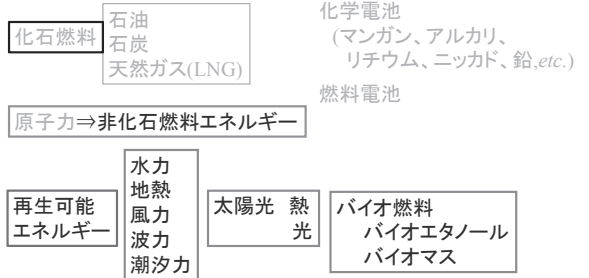 化石燃料
石油
石炭
天然ガス(LNG)
化学電池
(マンガン、アルカリ、
リチウム、ニッカド、鉛,etc.)
燃料電池
原子力⇒非化石燃料エネルギー
再生可能
エネルギー
水力
地熱
風力
波力
潮汐力
太陽光 熱
光
バイオ燃料
バイオエタノール
バイオマス